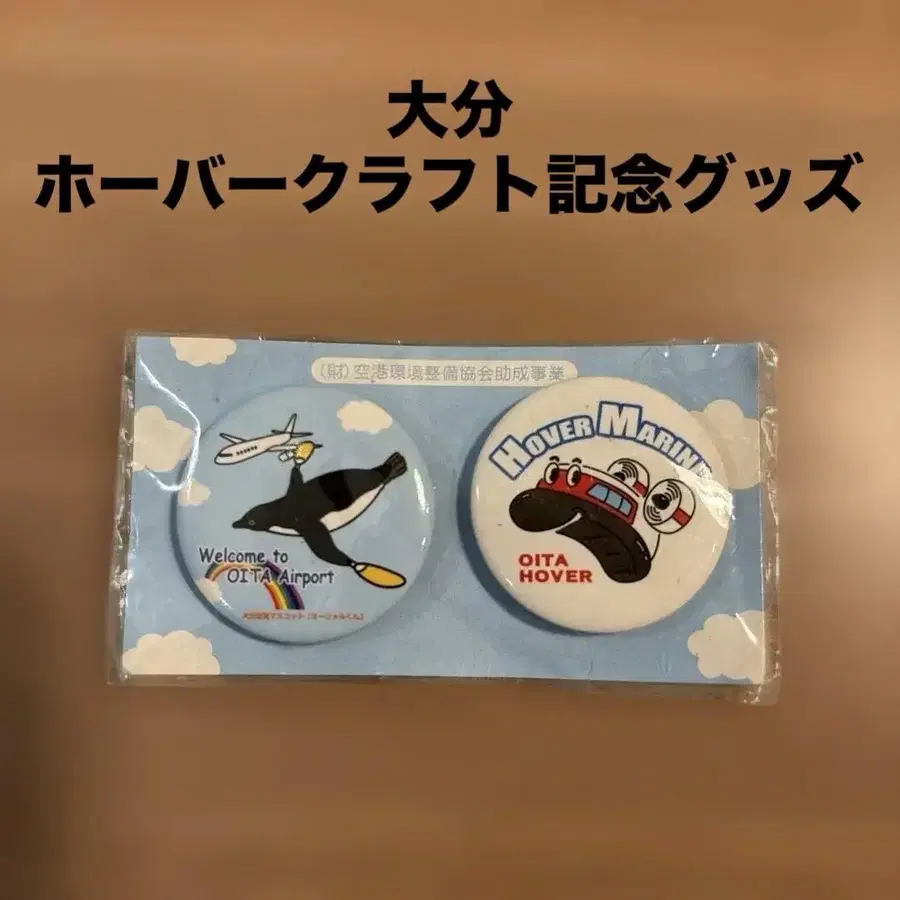 大分
ホーバークラフト記念グッズ
(財)空港環境整備協会助成事業
Welcome to
OITA Airport
HOVER MARINE
OITA
HOVER